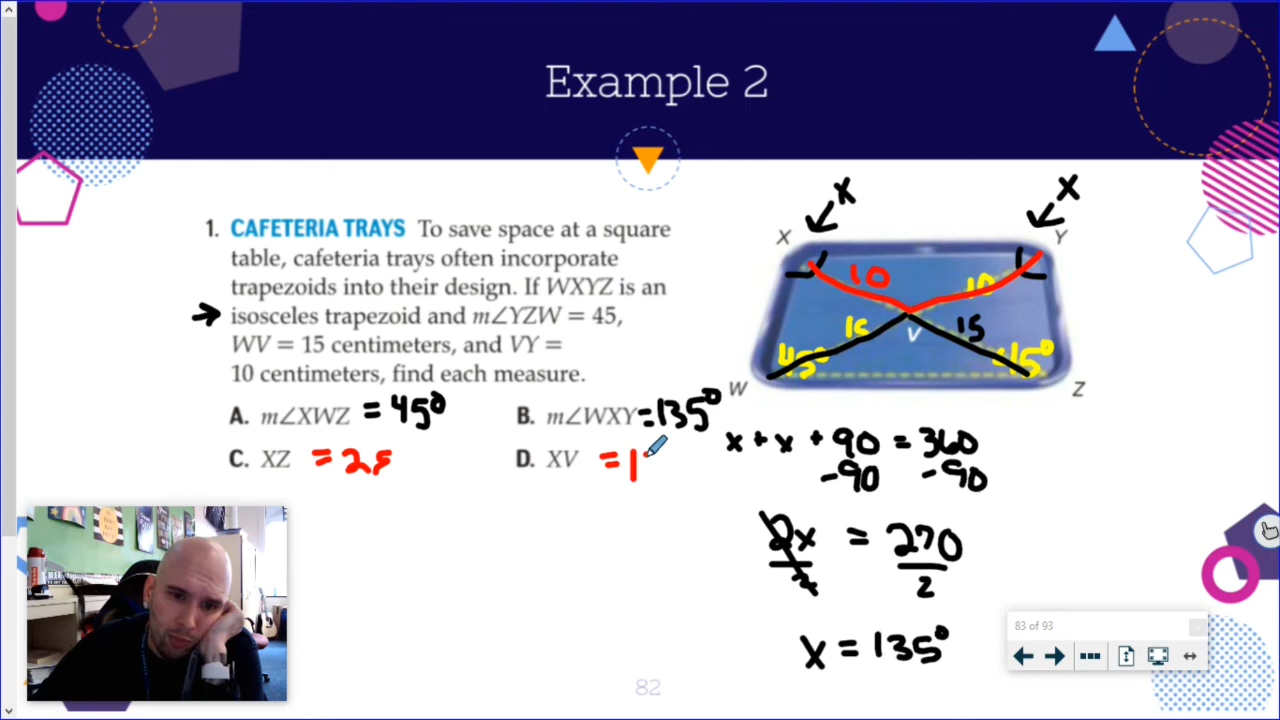 Example 2
1. CAFETERIA TRAYS To save space at a square
table, cafeteria trays often incorporate
trapezoids into their design. If WXYZ is an
isosceles trapezoid and m∠YZW = 45,
WV = 15 centimeters, and VY =
10 centimeters, find each measure.
A. m∠XWZ = 45°
B. m∠WXY = 135°
C. XZ = 25
D. XV = 1
X
X
X
Y
10
10
15
15
V
45°
45°
W
Z
x + x + 90 = 360
-90 -90
2x = 270
2 2
x = 135°
83 of 93
82